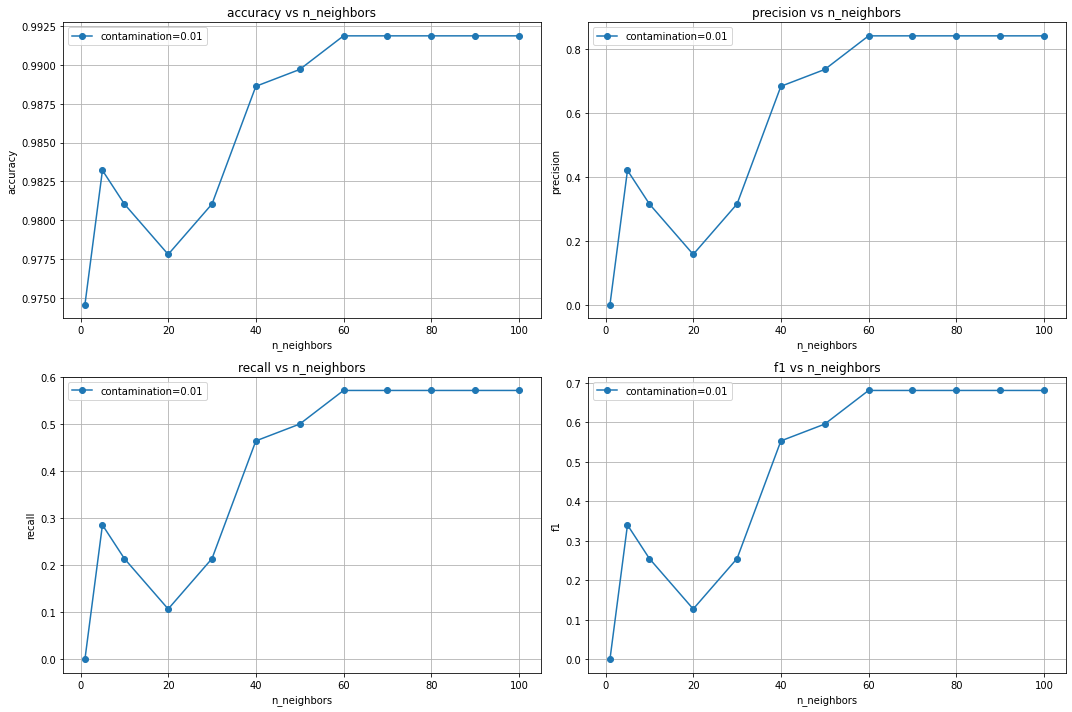 accuracy vs n_neighbors
contamination=0.01
0.9925
0.9900
0.9875
0.9850
0.9825
0.9800
0.9775
0.9750
accuracy
0 20 40 60 80 100
n_neighbors
precision vs n_neighbors
contamination=0.01
0.8
0.6
0.4
0.2
0.0
precision
0 20 40 60 80 100
n_neighbors
recall vs n_neighbors
contamination=0.01
0.6
0.5
0.4
0.3
0.2
0.1
0.0
recall
0 20 40 60 80 100
n_neighbors
f1 vs n_neighbors
contamination=0.01
0.7
0.6
0.5
0.4
0.3
0.2
0.1
0.0
f1
0 20 40 60 80 100
n_neighbors